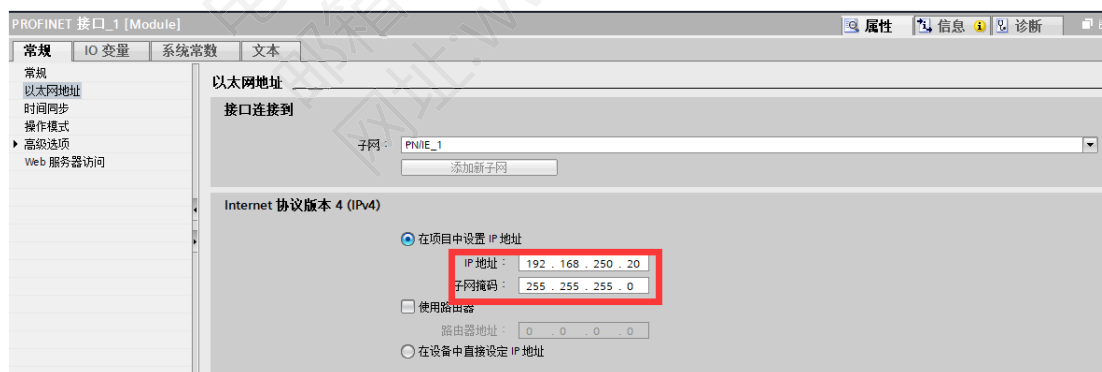 PROFINET 接口_1 [Module]
属性 信息 诊断
常规 IO 变量 系统常数 文本
常规
以太网地址
时间同步
操作模式
高级选项
Web 服务器访问
以太网地址
接口连接到
子网：
PN/IE_1
添加新子网
Internet 协议版本 4 (IPv4)
在项目中设置 IP 地址
IP 地址：
192 . 168 . 250 . 20
子网掩码：
255 . 255 . 255 . 0
使用路由器
路由器地址：
0 . 0 . 0 . 0
在设备中直接设定 IP 地址